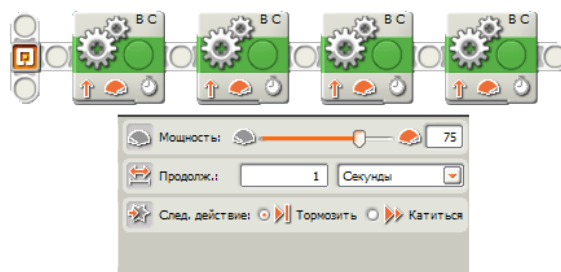 B C B C B C B C
Мощность: 75
Продолж.: 1 Секунды
След. действие: Тормозить Катиться